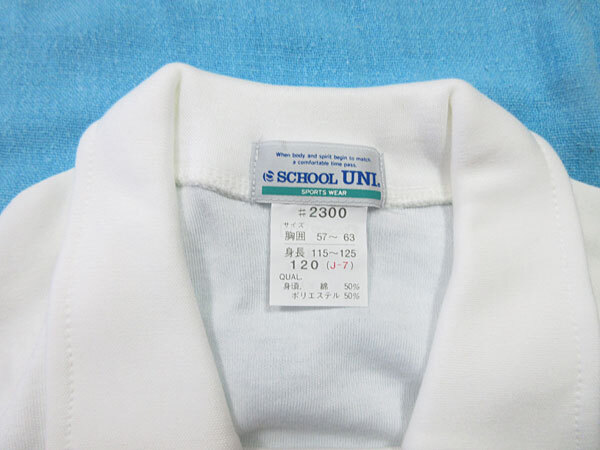 When body and spirit begin to match
a comfortable time pass.
SCHOOL UNI.
SPORTS WEAR
#2300
サイズ
胸囲 57〜63
身長 115〜125
120 (J-7)
QUAL.
身頃. 綿 50%
ポリエステル 50%